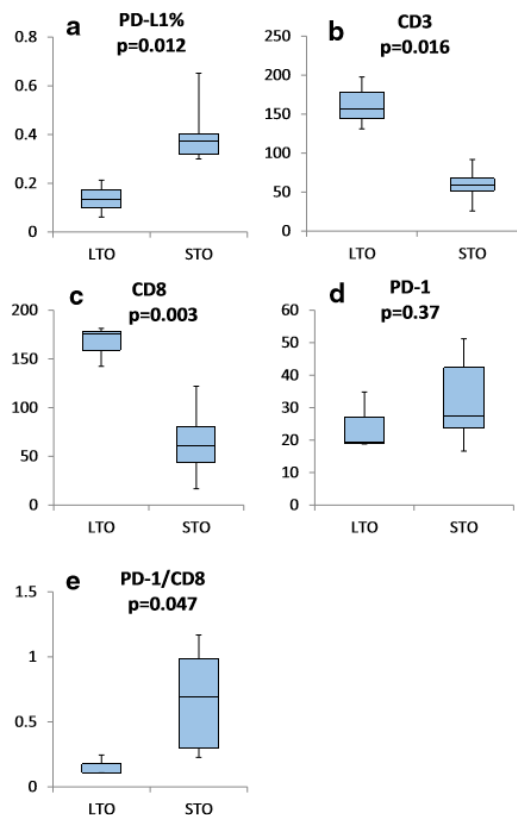 a
PD-L1%
p=0.012
0.8
0.6
0.4
0.2
0
LTO STO
b
CD3
p=0.016
250
200
150
100
50
0
LTO STO
c
CD8
p=0.003
200
150
100
50
0
LTO STO
d
PD-1
p=0.37
60
50
40
30
20
10
0
LTO STO
e
PD-1/CD8
p=0.047
1.5
1
0.5
0
LTO STO